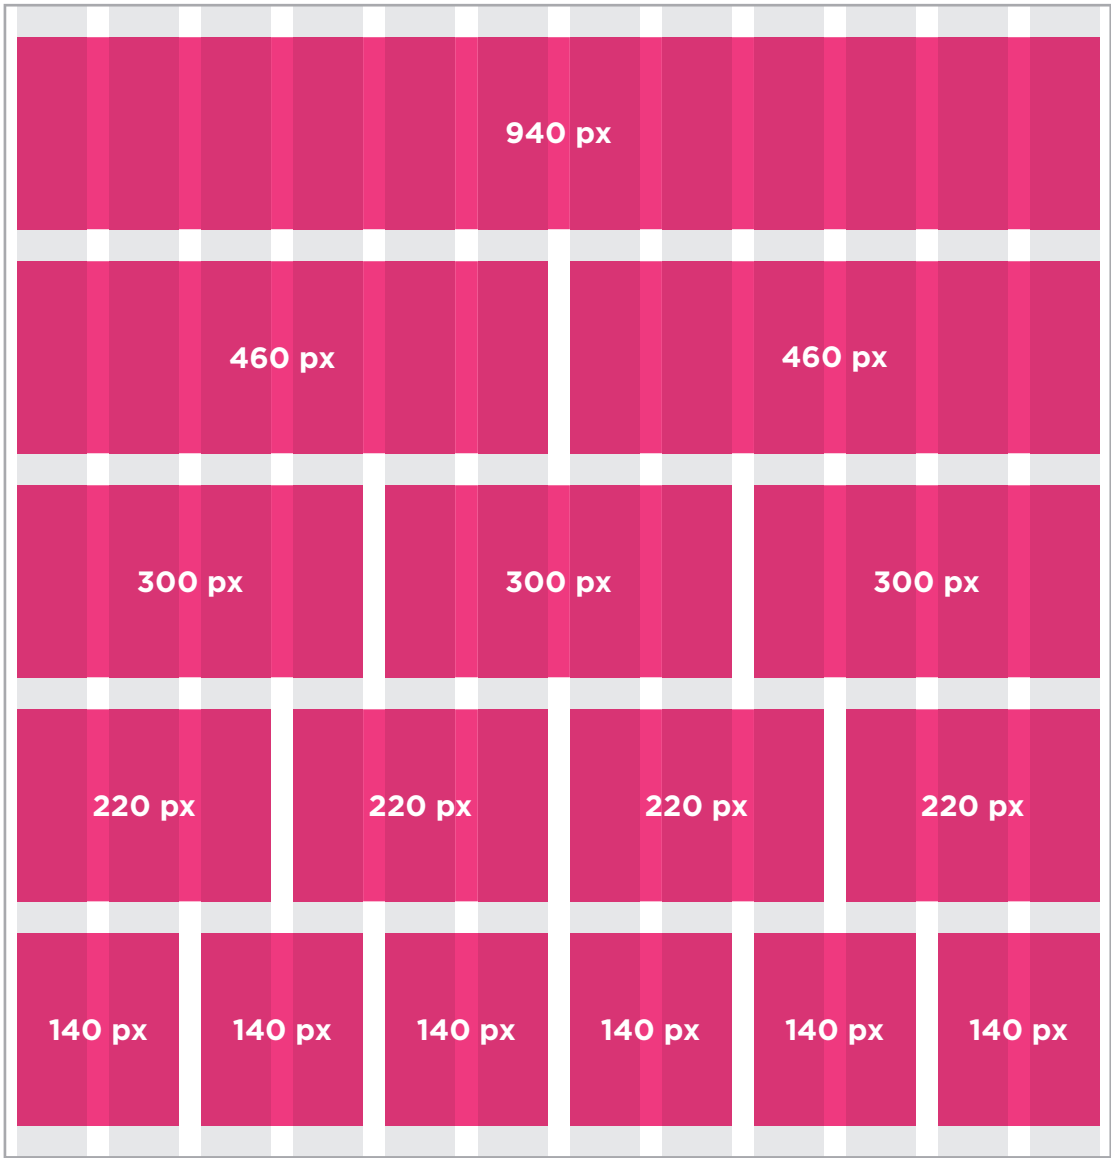 940 px
460 px 460 px
300 px 300 px 300 px
220 px 220 px 220 px 220 px
140 px 140 px 140 px 140 px 140 px 140 px